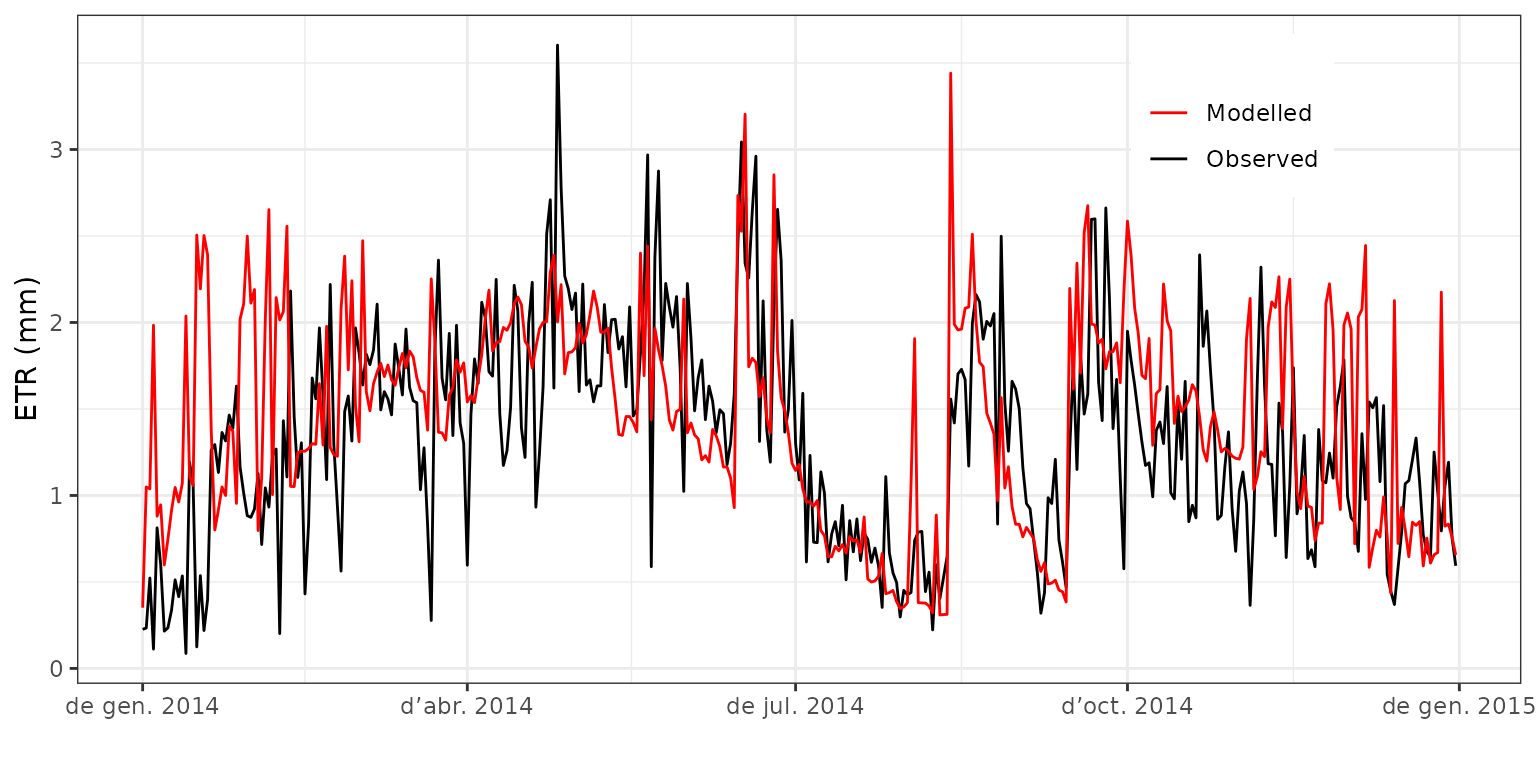 ETR (mm)
3
2
1
0
Modelled
Observed
de gen. 2014
d’abr. 2014
de jul. 2014
d’oct. 2014
de gen. 2015